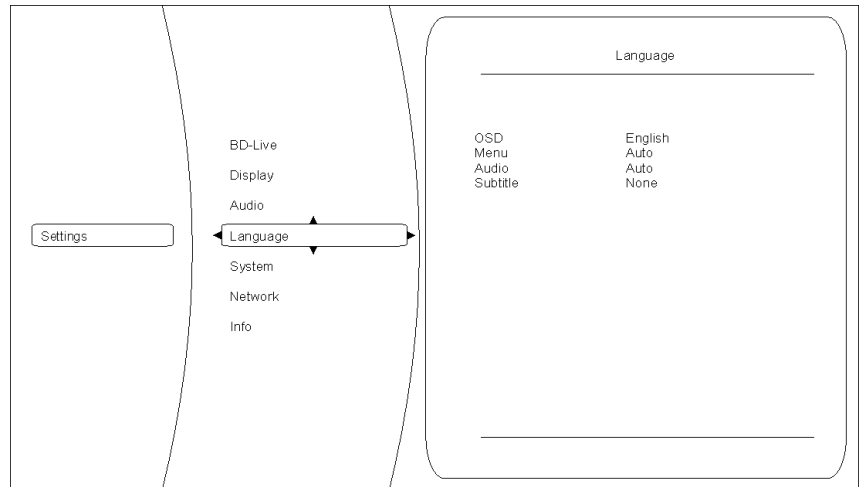 Settings
BD-Live
Display
Audio
Language
System
Network
Info
Language
OSD English
Menu Auto
Audio Auto
Subtitle None